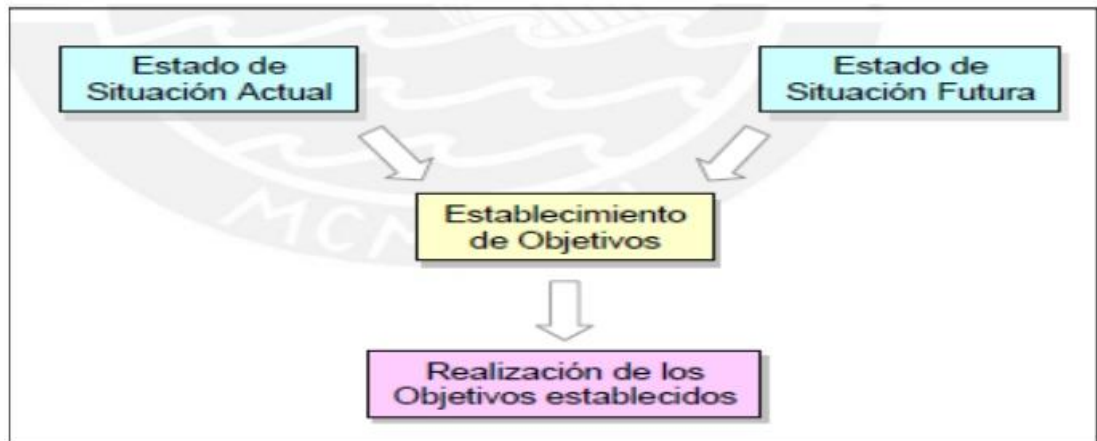 Estado de
Situación Actual
Estado de
Situación Futura
Establecimiento
de Objetivos
Realización de los
Objetivos establecidos